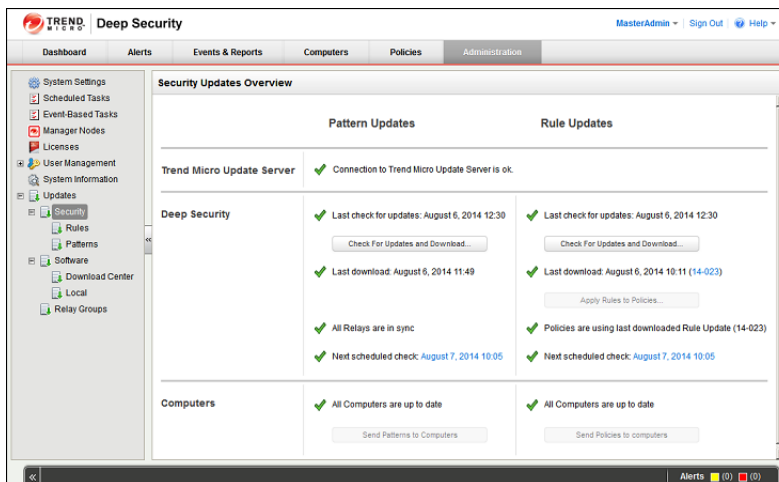 TREND MICRO Deep Security
MasterAdmin Sign Out Help
Dashboard Alerts Events & Reports Computers Policies Administration
System Settings
Scheduled Tasks
Event-Based Tasks
Manager Nodes
Licenses
User Management
System Information
Updates
Security
Rules
Patterns
Software
Download Center
Local
Relay Groups
Security Updates Overview
Pattern Updates Rule Updates
Trend Micro Update Server Connection to Trend Micro Update Server is ok.
Deep Security Last check for updates: August 6, 2014 12:30 Last check for updates: August 6, 2014 12:30
Check For Updates and Download... Check For Updates and Download...
Last download: August 6, 2014 11:49 Last download: August 6, 2014 10:11 (14-023)
Apply Rules to Policies...
All Relays are in sync Policies are using last downloaded Rule Update (14-023)
Next scheduled check: August 7, 2014 10:05 Next scheduled check: August 7, 2014 10:05
Computers All Computers are up to date All Computers are up to date
Send Patterns to Computers Send Policies to computers
Alerts (0) (0)